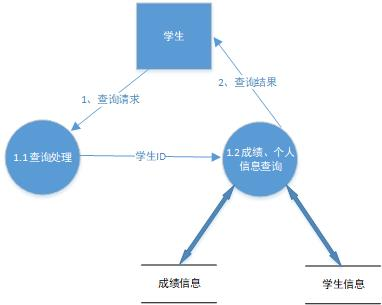 学生
1、查询请求
2、查询结果
1.1查询处理
学生ID
1.2成绩、个人
信息查询
成绩信息
学生信息